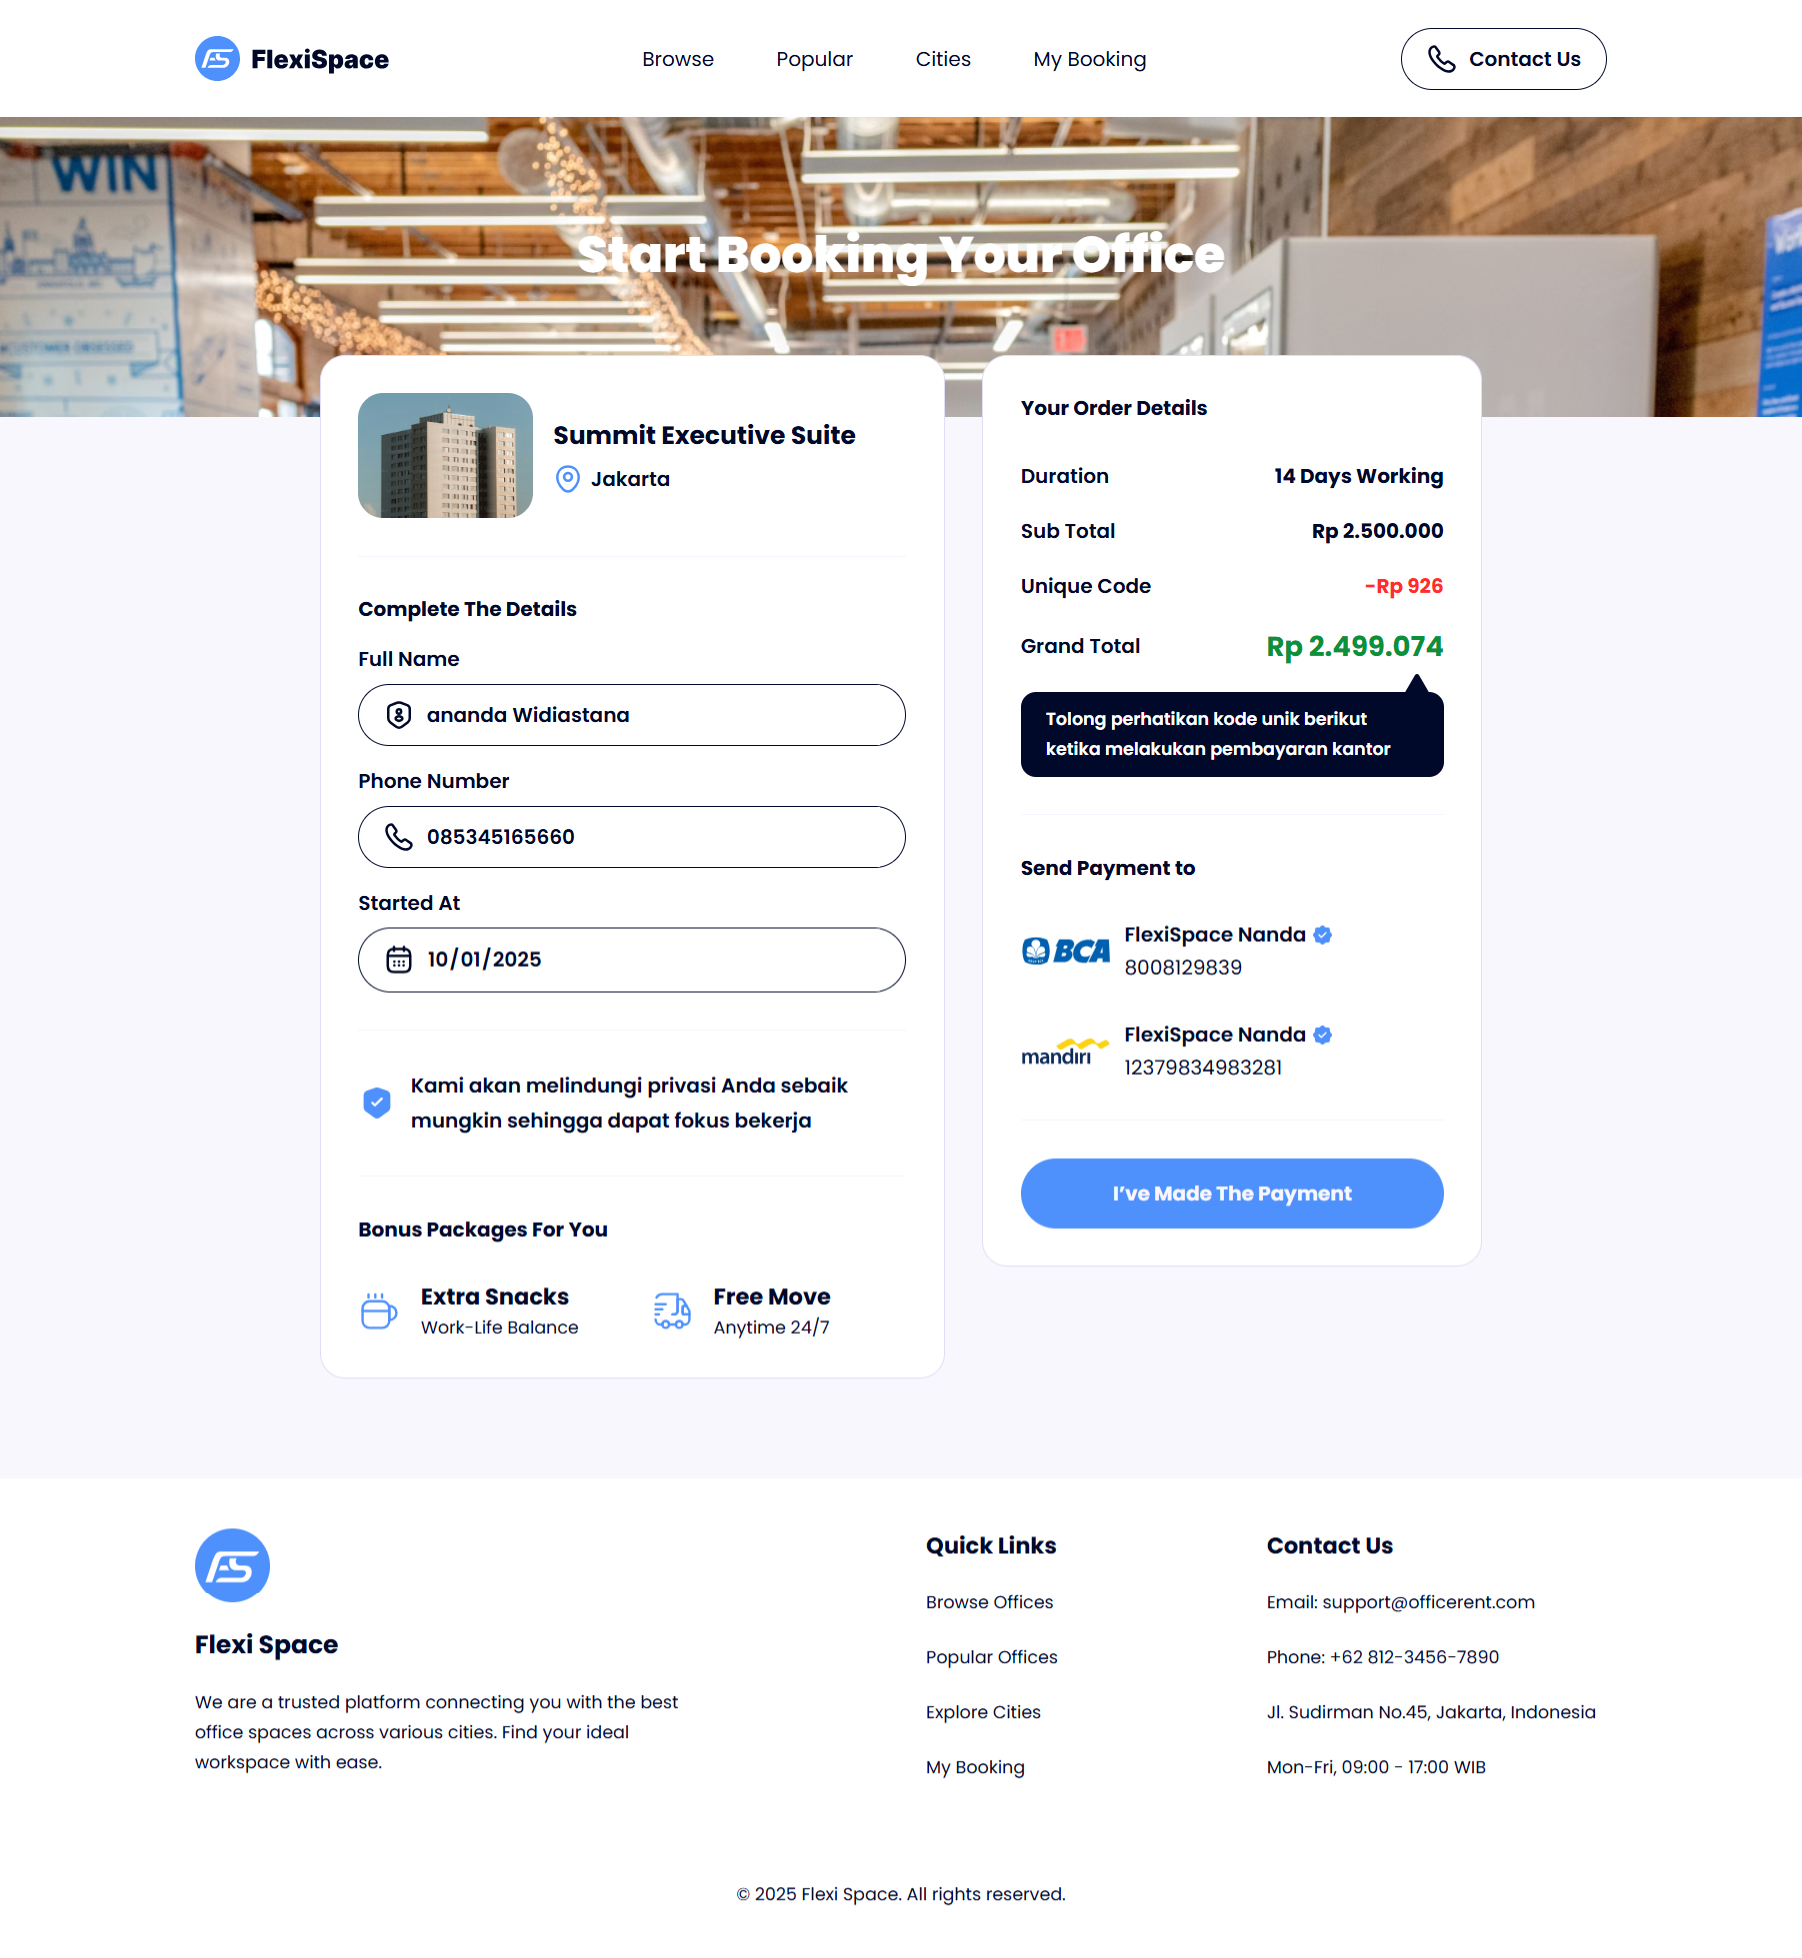 FlexiSpace
Browse
Popular
Cities
My Booking
Contact Us
WIN
CUSTOMER OBSESSED
Start Booking Your Office
Summit Executive Suite
Jakarta
Complete The Details
Full Name
ananda Widiastana
Phone Number
085345165660
Started At
10/01/2025
Kami akan melindungi privasi Anda sebaik
mungkin sehingga dapat fokus bekerja
Bonus Packages For You
Extra Snacks
Work-Life Balance
Free Move
Anytime 24/7
Your Order Details
Duration
14 Days Working
Sub Total
Rp 2.500.000
Unique Code
-Rp 926
Grand Total
Rp 2.499.074
Tolong perhatikan kode unik berikut
ketika melakukan pembayaran kantor
Send Payment to
BCA
FlexiSpace Nanda
8008129839
mandiri
FlexiSpace Nanda
12379834983281
I've Made The Payment
Flexi Space
We are a trusted platform connecting you with the best
office spaces across various cities. Find your ideal
workspace with ease.
Quick Links
Browse Offices
Popular Offices
Explore Cities
My Booking
Contact Us
Email: support@officerent.com
Phone: +62 812-3456-7890
Jl. Sudirman No.45, Jakarta, Indonesia
Mon-Fri, 09:00 - 17:00 WIB
© 2025 Flexi Space. All rights reserved.